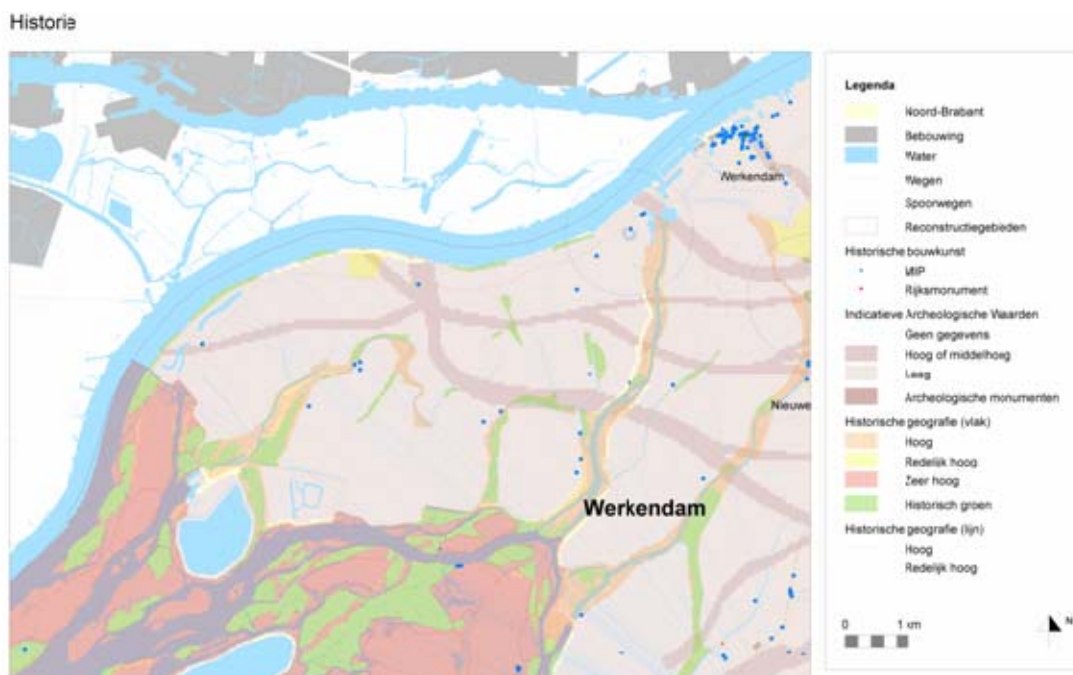 Historie
Werkendam
Nieuwe
Werkendam
Legenda
Noord-Brabant
Bebouwing
Water
Wegen
Spoorwegen
Reconstructiegebieden
Historische bouwkunst
MIP
Rijksmonument
Indicatieve Archeologische Waarden
Geen gegevens
Hoog of middelhoog
Laag
Archeologische monumenten
Historische geografie (vlak)
Hoog
Redelijk hoog
Zeer hoog
Historisch groen
Historische geografie (lijn)
Hoog
Redelijk hoog
0 1 km
N